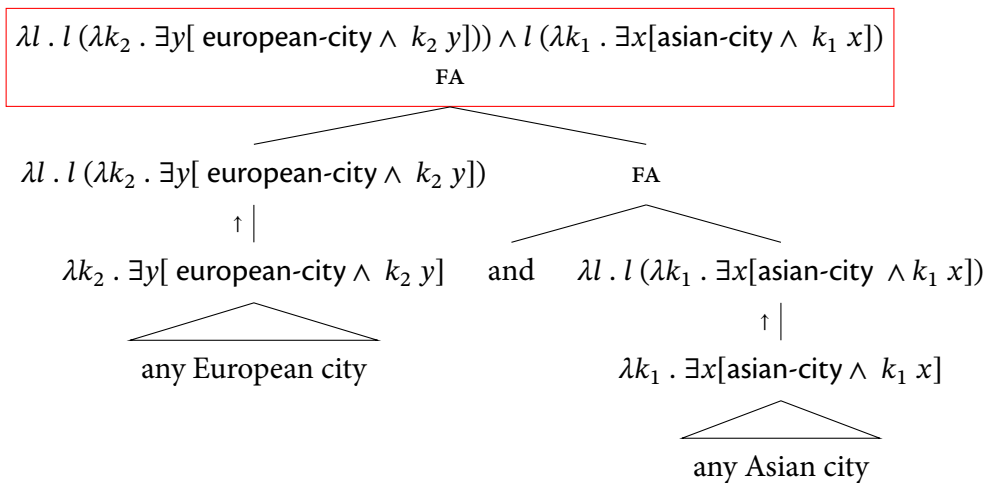 λl . l (λk₂ . ∃y[ european-city ∧ k₂ y])) ∧ l (λk₁ . ∃x[asian-city ∧ k₁ x])
FA
λl . l (λk₂ . ∃y[ european-city ∧ k₂ y]) FA
↑
λk₂ . ∃y[ european-city ∧ k₂ y] and λl . l (λk₁ . ∃x[asian-city ∧ k₁ x])
↑
any European city λk₁ . ∃x[asian-city ∧ k₁ x]
any Asian city